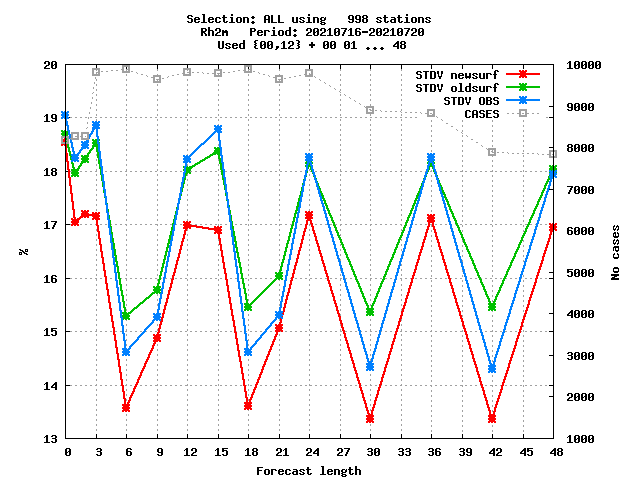 Selection: ALL using   998 stations
Rh2m   Period: 20210716-20210720
Used {00,12} + 00 01 ... 48
STDV newsurf
STDV oldsurf
STDV OBS
CASES
20
19
18
17
16
15
14
13
%
10000
9000
8000
7000
6000
5000
4000
3000
2000
1000
No cases
0 3 6 9 12 15 18 21 24 27 30 33 36 39 42 45 48
Forecast length